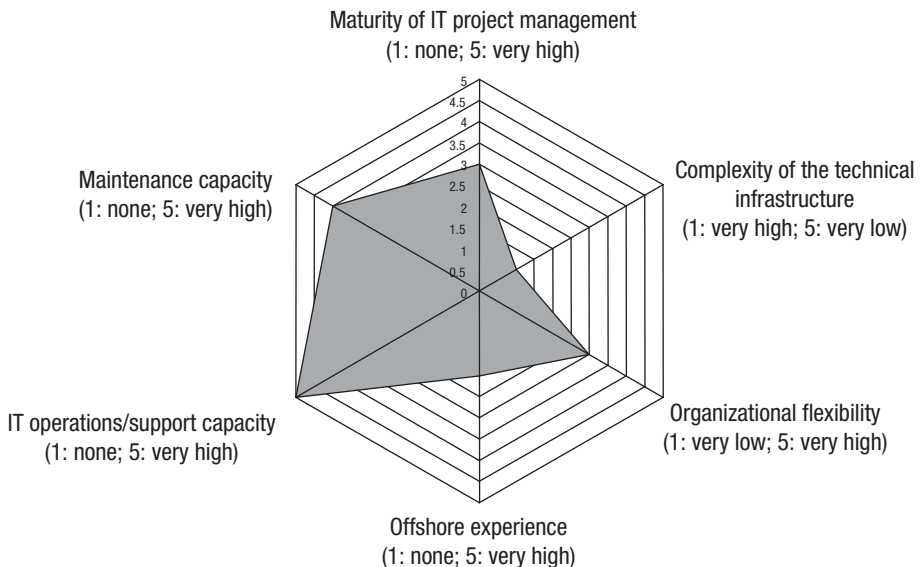 Maturity of IT project management
(1: none; 5: very high)
5
4.5
4
3.5
3
2.5
2
1.5
1
0.5
0
Complexity of the technical
infrastructure
(1: very high; 5: very low)
Maintenance capacity
(1: none; 5: very high)
IT operations/support capacity
(1: none; 5: very high)
Organizational flexibility
(1: very low; 5: very high)
Offshore experience
(1: none; 5: very high)